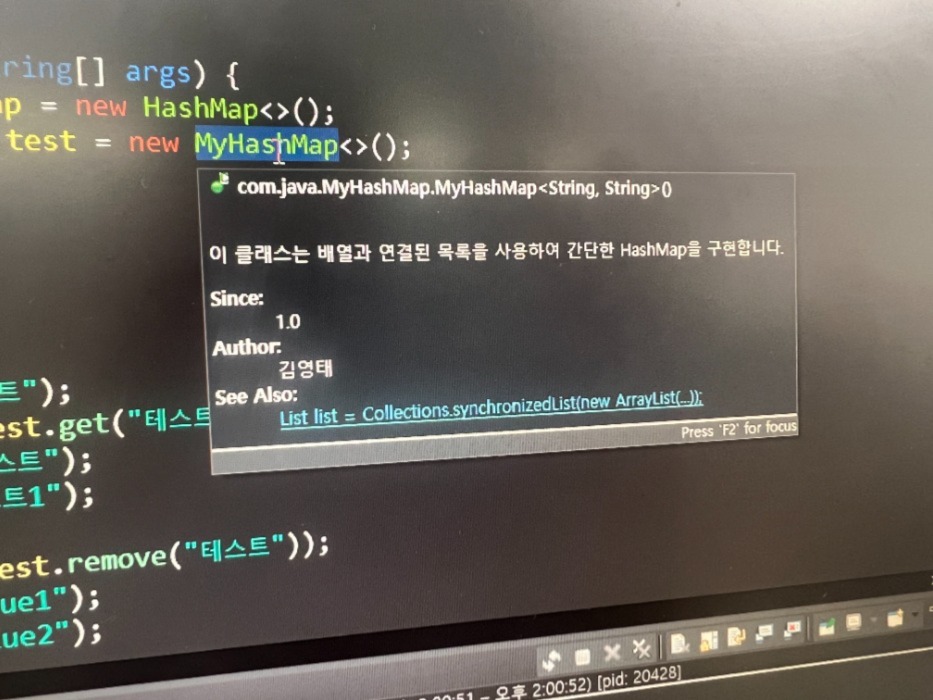 ring[] args) {
ap = new HashMap<>();
test = new MyHashMap<>();
com.java.MyHashMap.MyHashMap<String, String>()
이 클래스는 배열과 연결된 목록을 사용하여 간단한 HashMap을 구현합니다.
Since:
1.0
Author:
김영태
See Also:
List list = Collections.synchronizedList(new ArrayList(...));
Press 'F2' for focus
트");
est.get("테스트
스트");
트1");
est.remove("테스트"));
ue1");
ue2");
오후 2:00:52) [pid: 20428]